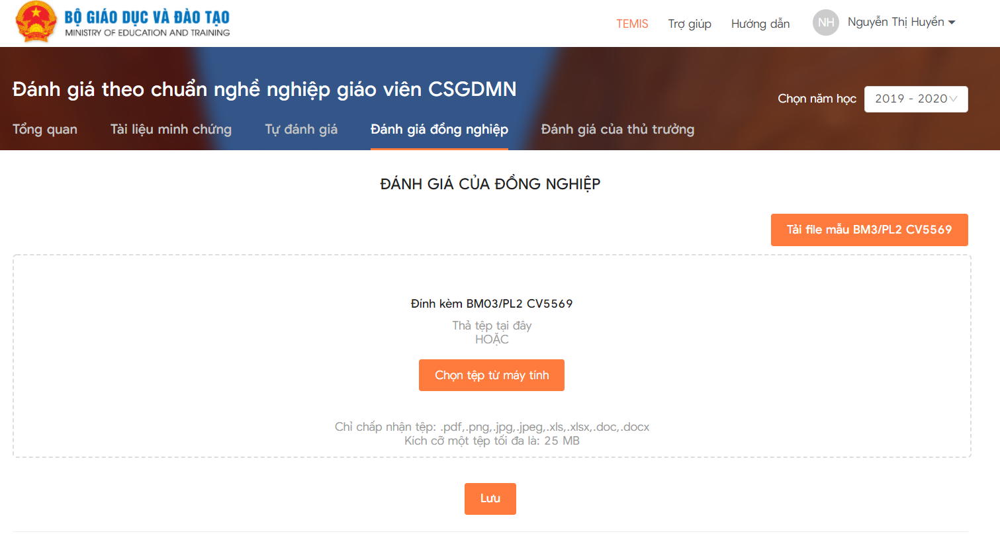 BỘ GIÁO DỤC VÀ ĐÀO TẠO
MINISTRY OF EDUCATION AND TRAINING
TEMIS Trợ giúp Hướng dẫn NH Nguyễn Thị Huyền
Đánh giá theo chuẩn nghề nghiệp giáo viên CSGDMN
Chọn năm học 2019 - 2020
Tổng quan Tài liệu minh chứng Tự đánh giá Đánh giá đồng nghiệp Đánh giá của thủ trưởng
ĐÁNH GIÁ CỦA ĐỒNG NGHIỆP
Tải file mẫu BM3/PL2 CV5569
Đính kèm BM03/PL2 CV5569
Thả tệp tại đây
HOẶC
Chọn tệp từ máy tính
Chỉ chấp nhận tệp: .pdf,.png,.jpg,.jpeg,.xls,.xlsx,.doc,.docx
Kích cỡ một tệp tối đa là: 25 MB
Lưu